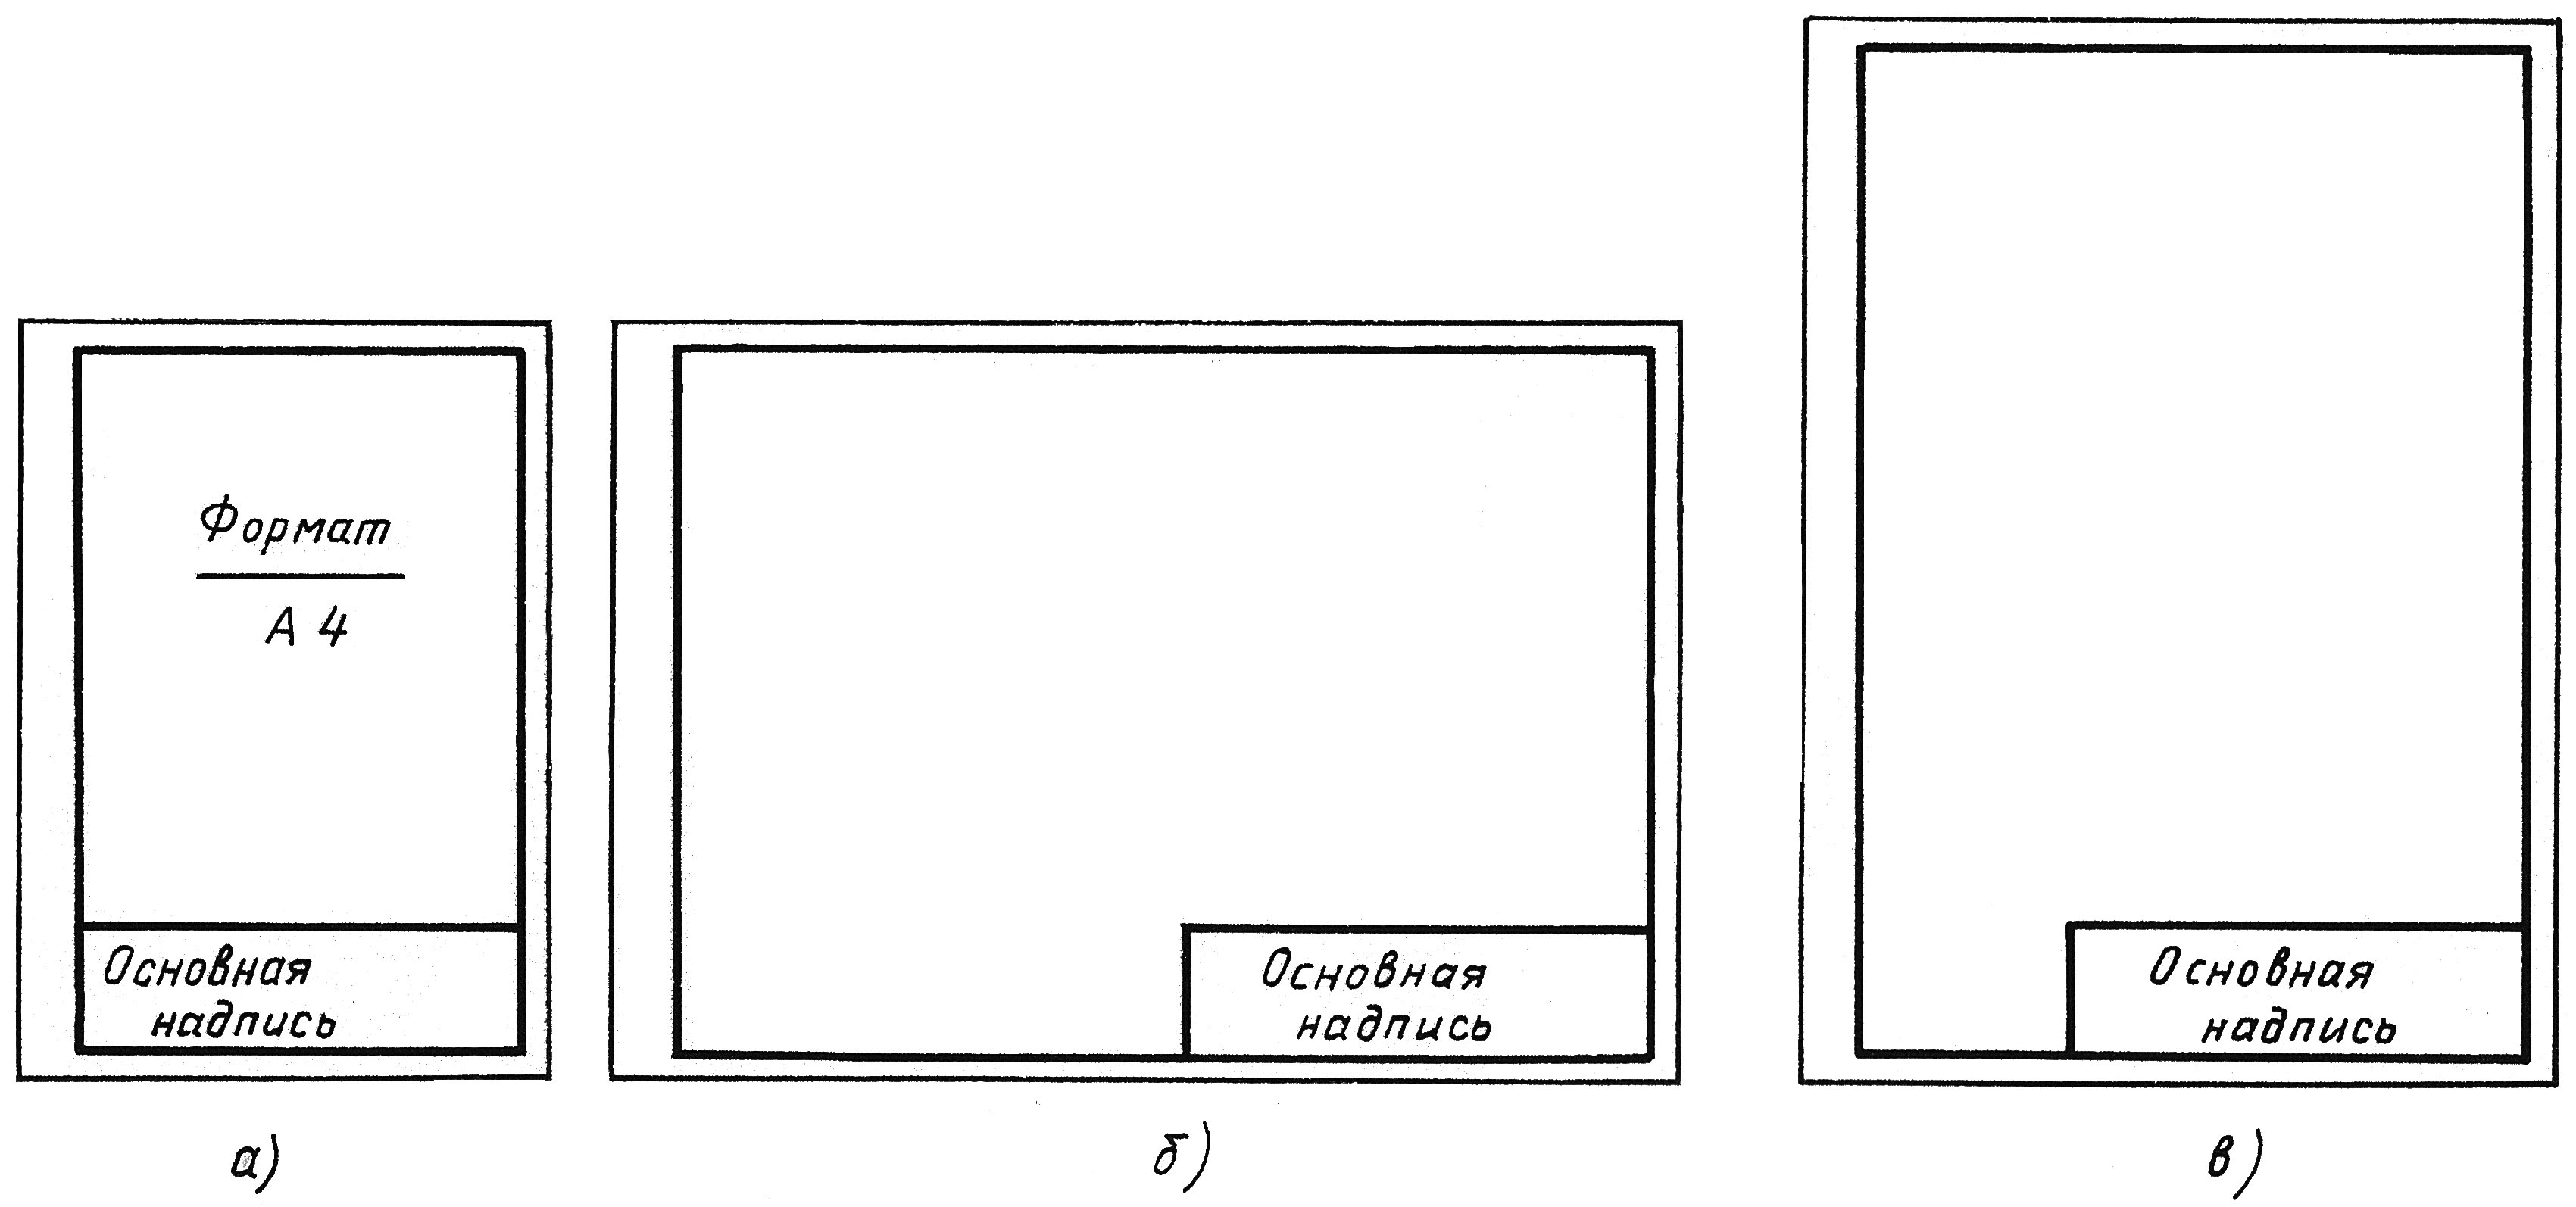 Формат
А 4
Основная
надпись
Основная
надпись
Основная
надпись
а)
б)
в)